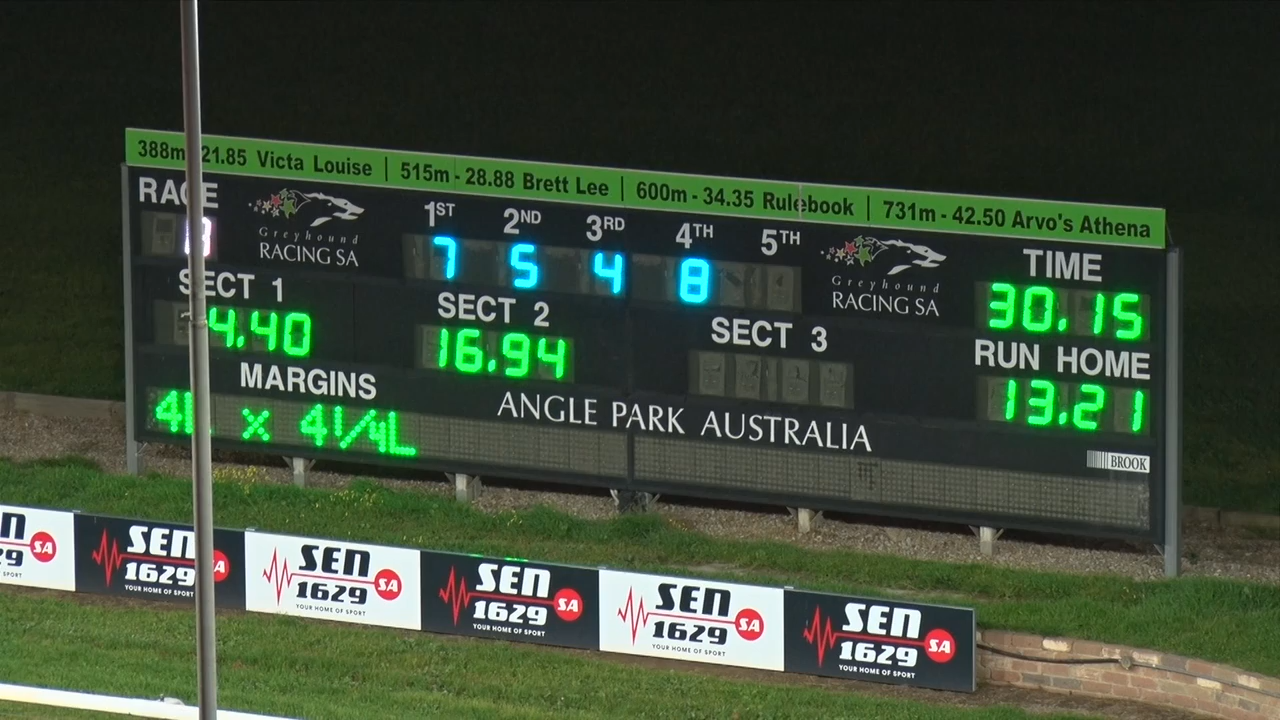 388m 21.85 Victa Louise | 515m - 28.88 Brett Lee | 600m - 34.35 Rulebook | 731m - 42.50 Arvo's Athena
RACE
Greyhound
RACING SA
1ST 2ND 3RD 4TH 5TH
7 5 4 8
Greyhound
RACING SA
TIME
30.15
SECT 1
4.40
SECT 2
16.94
SECT 3
RUN HOME
13.21
MARGINS
4L x 4 1/4L
ANGLE PARK AUSTRALIA
BROOK
SA
SPORT
SEN
1629
SA
YOUR HOME OF SPORT
SEN
1629
SA
YOUR HOME OF SPORT
SEN
1629
SA
YOUR HOME OF SPORT
SEN
1629
SA
YOUR HOME OF SPORT
SEN
1629
SA
YOUR HOME OF SPORT